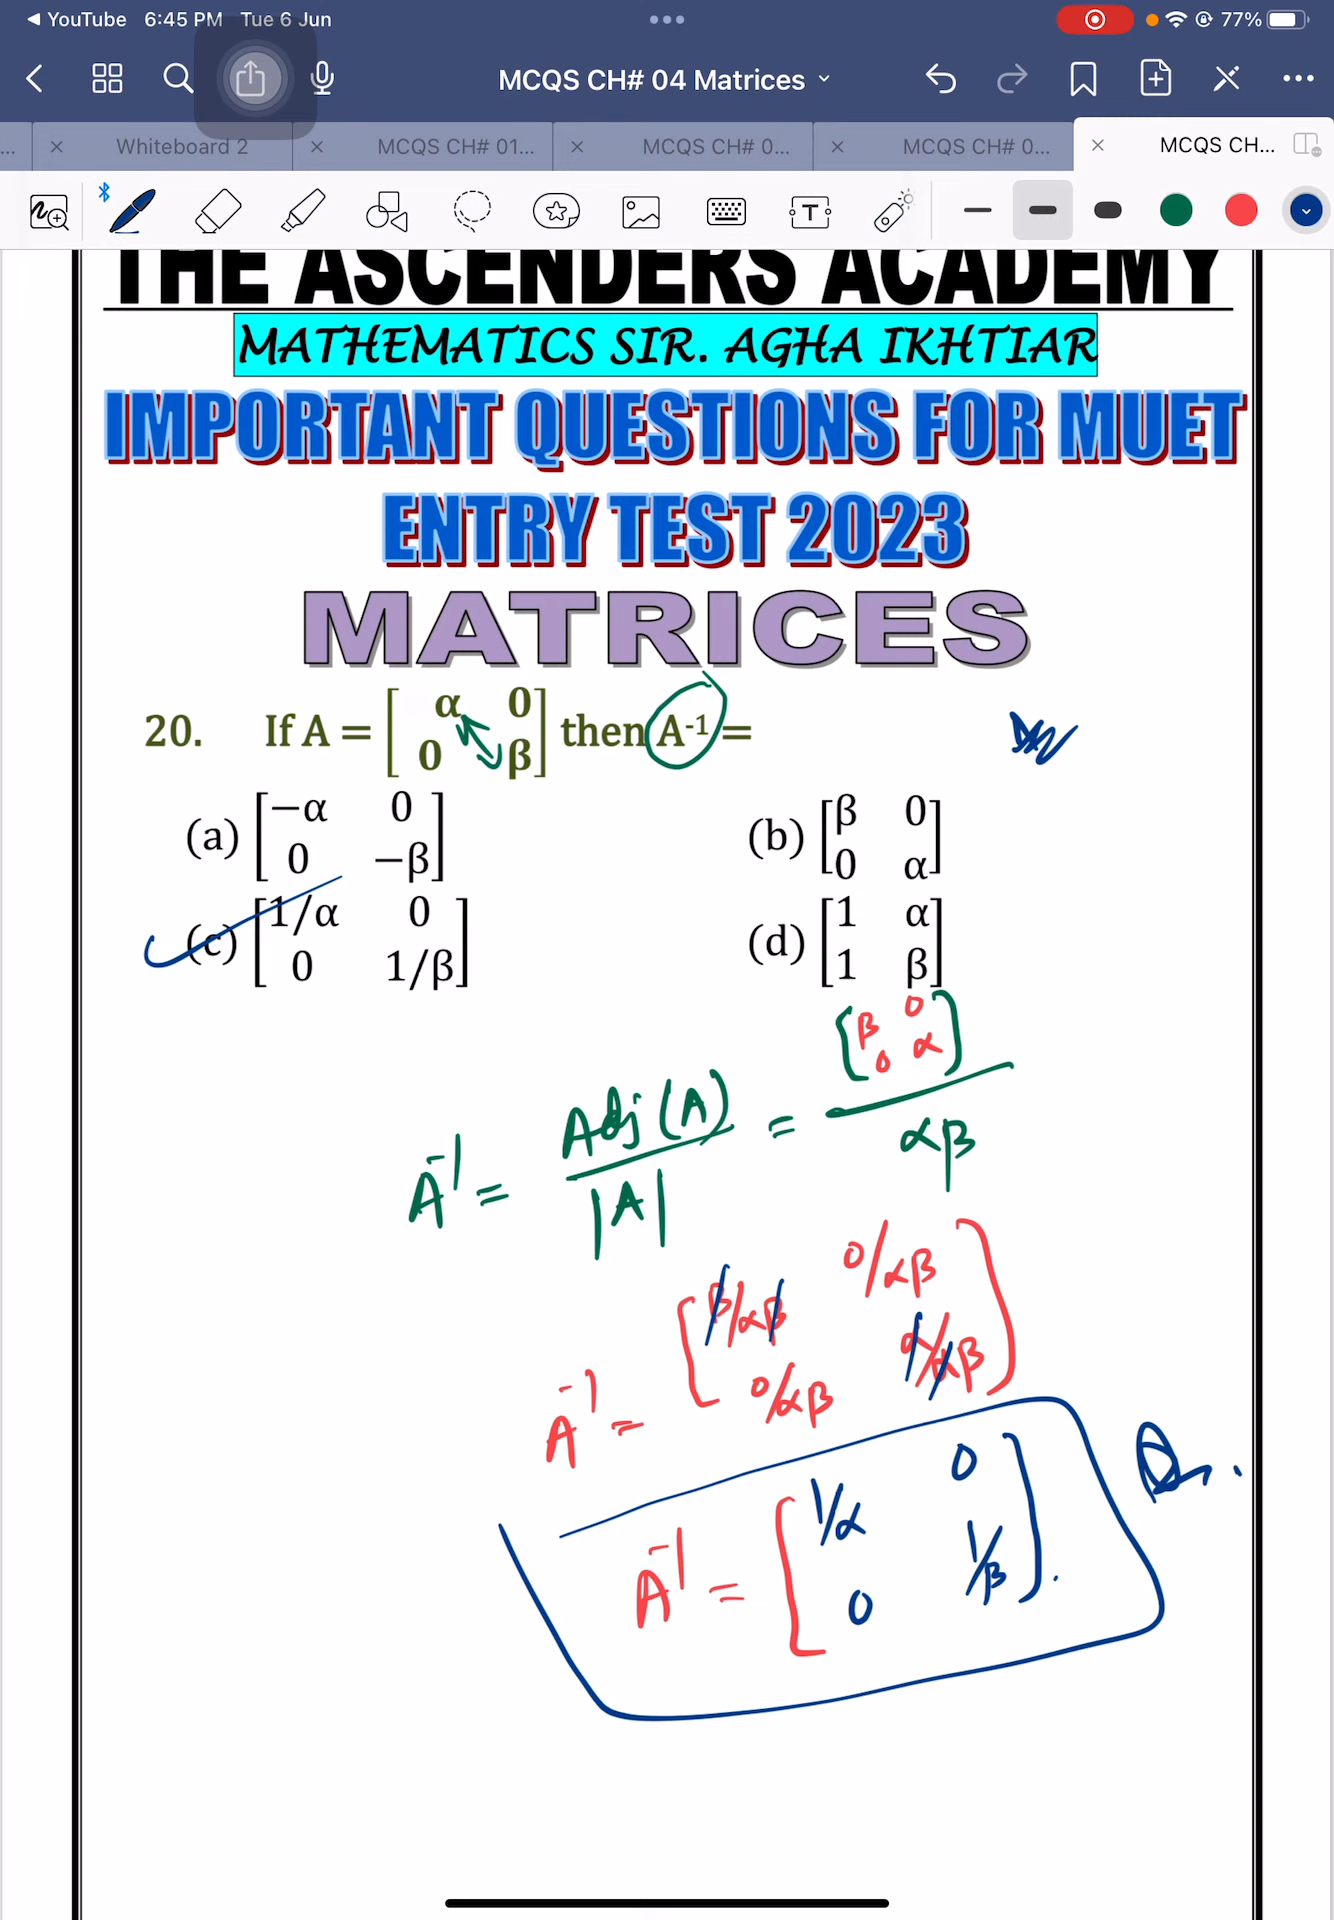 YouTube 6:45 PM Tue 6 Jun 77%
MCQS CH# 04 Matrices
... Whiteboard 2 MCQS CH# 01... MCQS CH# 0... MCQS CH# 0... MCQS CH...
THE ASCENDERS ACADEMY
MATHEMATICS SIR. AGHA IKHTIAR
IMPORTANT QUESTIONS FOR MUET
ENTRY TEST 2023
MATRICES
20. If A = [α 0
0 β] then A⁻¹ =
(a) [−α 0
0 −β]
(b) [β 0
0 α]
(c) [1/α 0
0 1/β]
(d) [1 α
1 β]
A⁻¹ = Adj(A) / |A| = [β 0
0 α] / αβ
A⁻¹ = [β/αβ 0/αβ
0/αβ α/αβ]
A⁻¹ = [1/α 0
0 1/β].